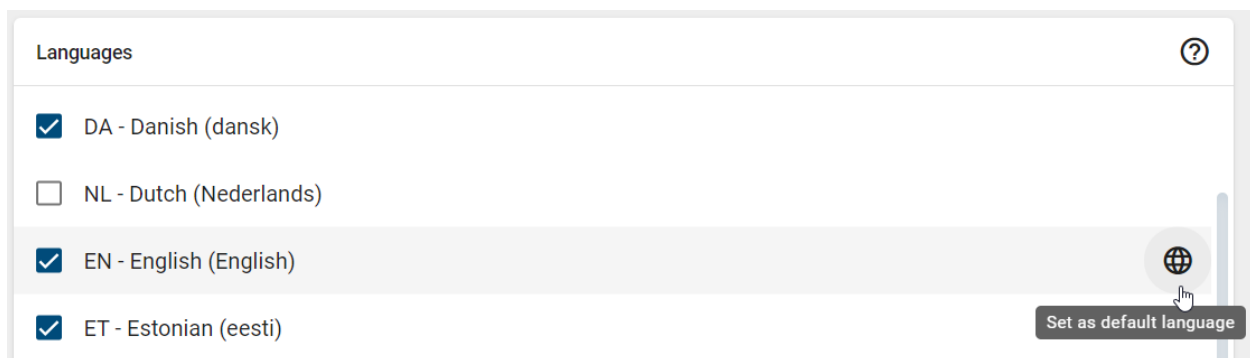 Languages
DA - Danish (dansk)
NL - Dutch (Nederlands)
EN - English (English)
ET - Estonian (eesti)
Set as default language